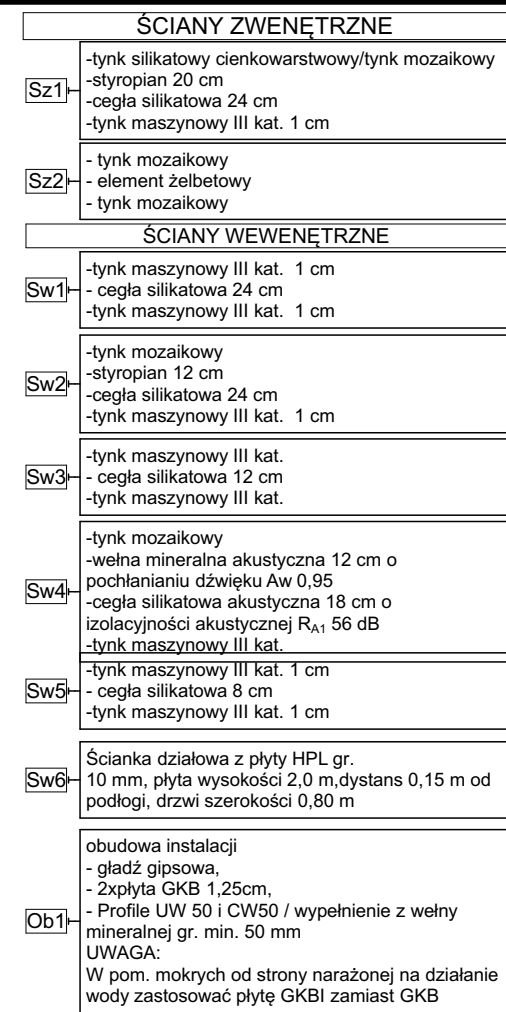 ŚCIANY ZWENĘTRZNE
Sz1
-tynk silikatowy cienkowarstwowy/tynk mozaikowy
-styropian 20 cm
-cegła silikatowa 24 cm
-tynk maszynowy III kat. 1 cm
Sz2
- tynk mozaikowy
- element żelbetowy
- tynk mozaikowy
ŚCIANY WEWENĘTRZNE
Sw1
-tynk maszynowy III kat. 1 cm
- cegła silikatowa 24 cm
-tynk maszynowy III kat. 1 cm
Sw2
-tynk mozaikowy
-styropian 12 cm
-cegła silikatowa 24 cm
-tynk maszynowy III kat. 1 cm
Sw3
-tynk maszynowy III kat.
- cegła silikatowa 12 cm
-tynk maszynowy III kat.
Sw4
-tynk mozaikowy
-wełna mineralna akustyczna 12 cm o
pochłanianiu dźwięku Aw 0,95
-cegła silikatowa akustyczna 18 cm o
izolacyjności akustycznej RA1 56 dB
-tynk maszynowy III kat.
Sw5
-tynk maszynowy III kat. 1 cm
- cegła silikatowa 8 cm
-tynk maszynowy III kat. 1 cm
Sw6
Ścianka działowa z płyty HPL gr.
10 mm, płyta wysokości 2,0 m,dystans 0,15 m od
podłogi, drzwi szerokości 0,80 m
Ob1
obudowa instalacji
- gładź gipsowa,
- 2xpłyta GKB 1,25cm,
- Profile UW 50 i CW50 / wypełnienie z wełny
mineralnej gr. min. 50 mm
UWAGA:
W pom. mokrych od strony narażonej na działanie
wody zastosować płytę GKBI zamiast GKB